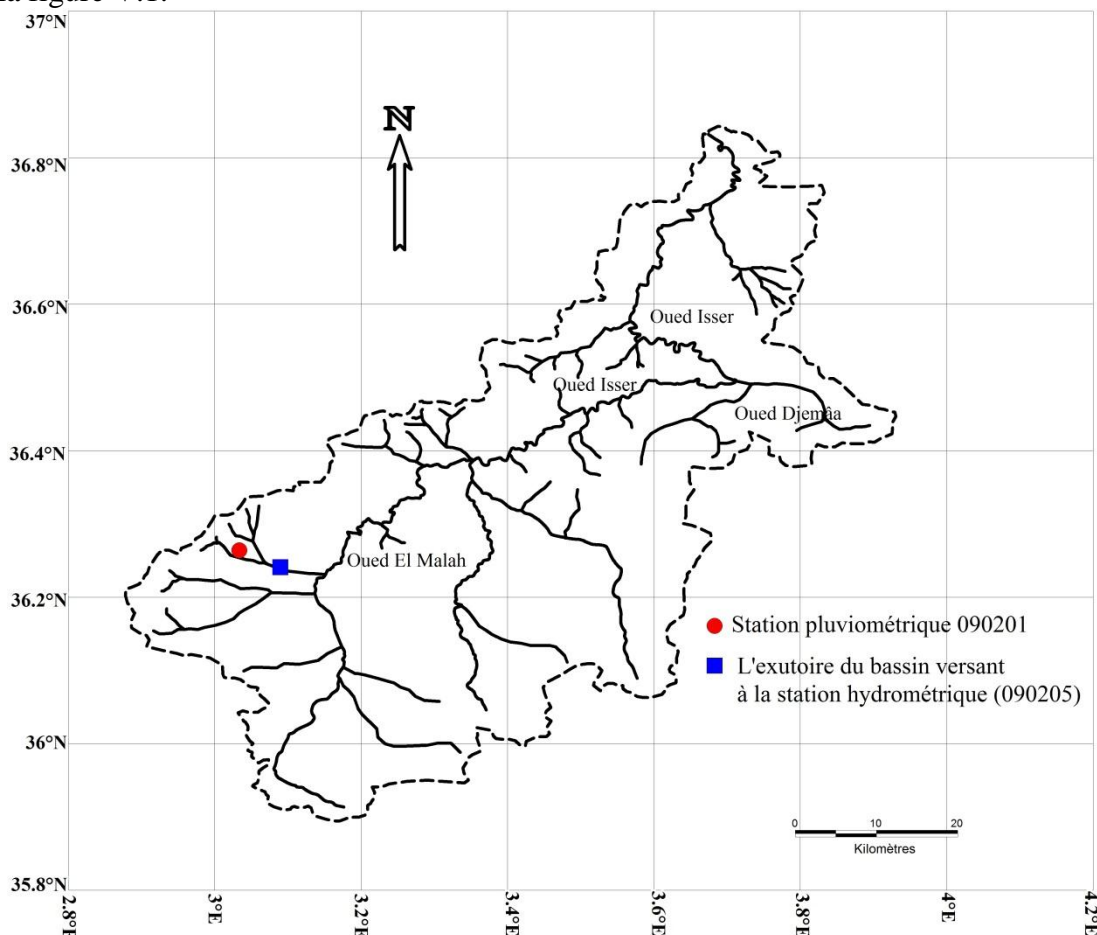 la figure V.1.
37°N
N
36.8°N
36.6°N
Oued Isser
Oued Isser
Oued Djemâa
36.4°N
Oued El Malah
36.2°N
Station pluviométrique 090201
L'exutoire du bassin versant
à la station hydrométrique (090205)
36°N
0 10 20
Kilomètres
35.8°N
2.8°E
3°E
3.2°E
3.4°E
3.6°E
3.8°E
4°E
4.2°E